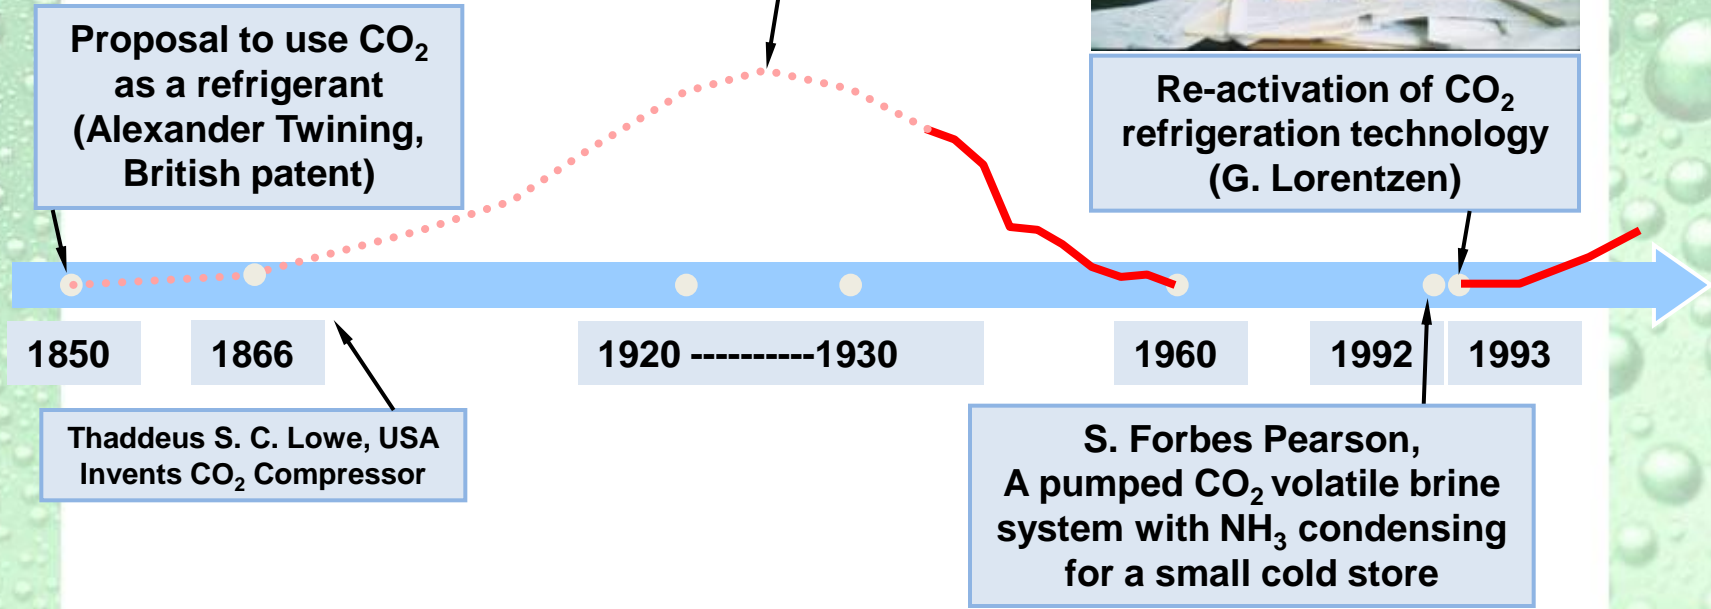 Proposal to use CO₂
as a refrigerant
(Alexander Twining,
British patent)
Re-activation of CO₂
refrigeration technology
(G. Lorentzen)
1850
1866
1920 ----------1930
1960
1992
1993
Thaddeus S. C. Lowe, USA
Invents CO₂ Compressor
S. Forbes Pearson,
A pumped CO₂ volatile brine
system with NH₃ condensing
for a small cold store